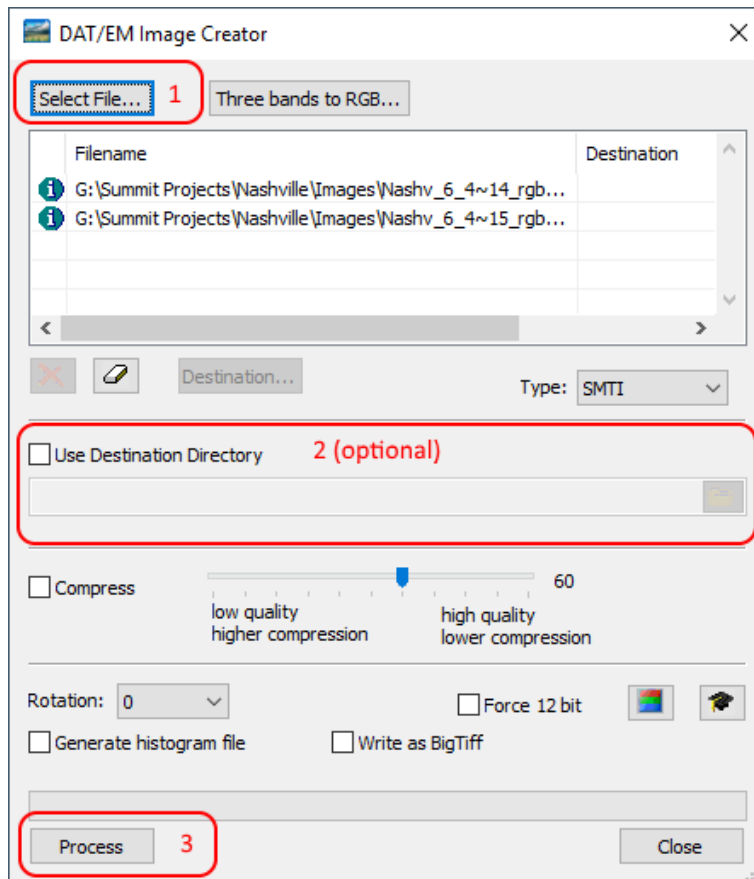 DAT/EM Image Creator
Select File... 1 Three bands to RGB...
Filename Destination
G:\Summit Projects\Nashville\Images\Nashv_6_4~14_rgb...
G:\Summit Projects\Nashville\Images\Nashv_6_4~15_rgb...
Destination... Type: SMTI
Use Destination Directory 2 (optional)
Compress 60
low quality high quality
higher compression lower compression
Rotation: 0 Force 12 bit
Generate histogram file Write as BigTiff
Process 3 Close